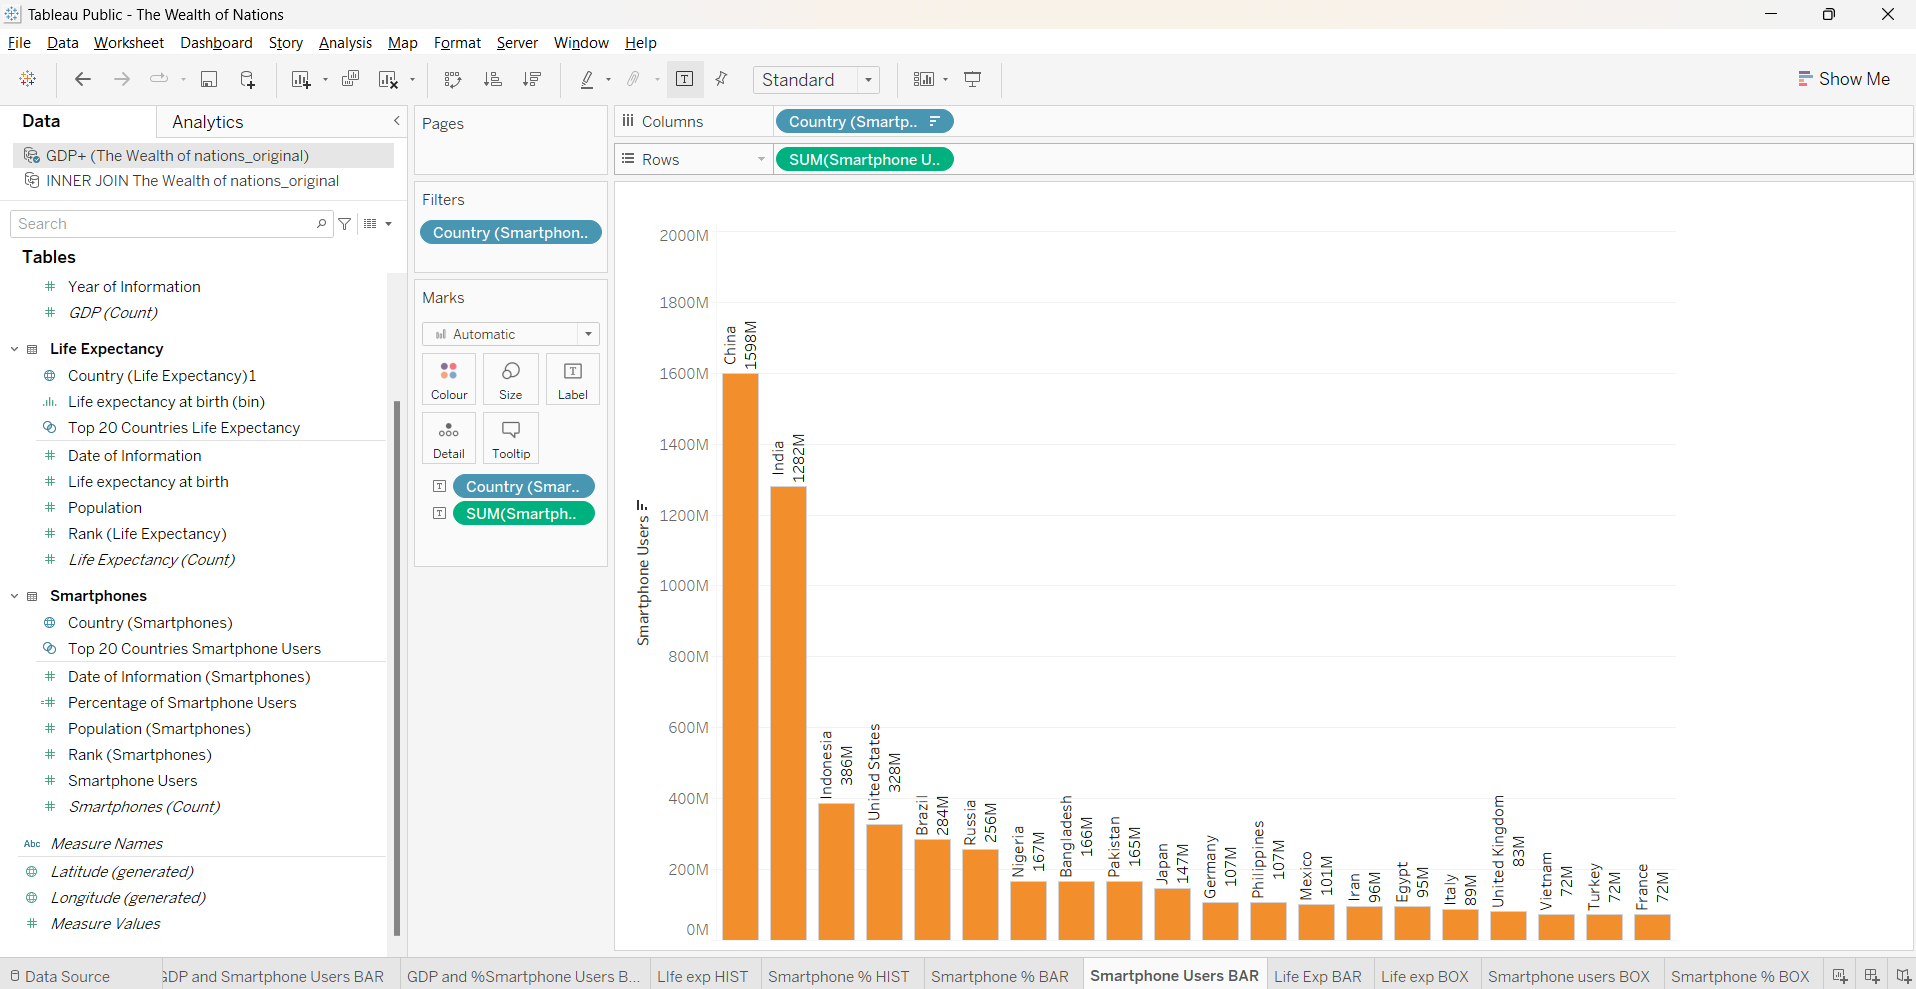 Tableau Public - The Wealth of Nations
File Data Worksheet Dashboard Story Analysis Map Format Server Window Help
Standard
Show Me
Data
Analytics
GDP+ (The Wealth of nations_original)
INNER JOIN The Wealth of nations_original
Search
Tables
Year of Information
GDP (Count)
Life Expectancy
Country (Life Expectancy)1
Life expectancy at birth (bin)
Top 20 Countries Life Expectancy
Date of Information
Life expectancy at birth
Population
Rank (Life Expectancy)
Life Expectancy (Count)
Smartphones
Country (Smartphones)
Top 20 Countries Smartphone Users
Date of Information (Smartphones)
Percentage of Smartphone Users
Population (Smartphones)
Rank (Smartphones)
Smartphone Users
Smartphones (Count)
Abc Measure Names
Latitude (generated)
Longitude (generated)
Measure Values
Pages
Filters
Country (Smartphon..
Marks
Automatic
Colour
Size
Label
Detail
Tooltip
Country (Smar..
SUM(Smartph..
Columns
Country (Smartp..
Rows
SUM(Smartphone U..
Smartphone Users
2000M
1800M
1600M
1400M
1200M
1000M
800M
600M
400M
200M
0M
China
1598M
India
1282M
Indonesia
386M
United States
328M
Brazil
284M
Russia
256M
Nigeria
167M
Bangladesh
166M
Pakistan
165M
Japan
147M
Germany
107M
Philippines
107M
Mexico
101M
Iran
96M
Egypt
95M
Italy
89M
United Kingdom
83M
Vietnam
72M
Turkey
72M
France
72M
Data Source
GDP and Smartphone Users BAR
GDP and %Smartphone Users B...
LIfe exp HIST
Smartphone % HIST
Smartphone % BAR
Smartphone Users BAR
Life Exp BAR
Life exp BOX
Smartphone users BOX
Smartphone % BOX